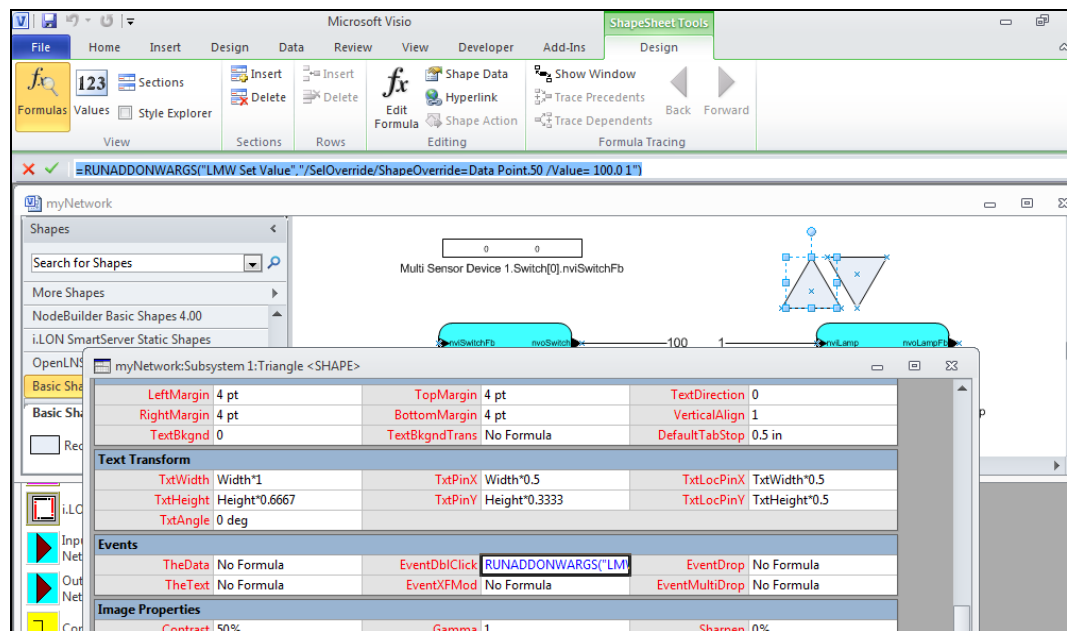 Microsoft Visio
ShapeSheet Tools
File Home Insert Design Data Review View Developer Add-Ins Design
Formulas
123
Values
Sections
Style Explorer
View
Insert
Delete
Sections
Insert
Delete
Rows
fx
Edit
Formula
Shape Data
Hyperlink
Shape Action
Editing
Show Window
Trace Precedents
Trace Dependents
Back Forward
Formula Tracing
=RUNADDONWARGS("LMW Set Value","/SelOverride/ShapeOverride=Data Point.50 /Value= 100.0 1")
myNetwork
Shapes
Search for Shapes
More Shapes
NodeBuilder Basic Shapes 4.00
i.LON SmartServer Static Shapes
OpenLNS
Basic Sha
Basic Sha
Rec
0 0
Multi Sensor Device 1.Switch[0].nviSwitchFb
nviSwitchFb nvoSwitch 100 1 nviLamp nvoLampFb
p
myNetwork:Subsystem 1:Triangle <SHAPE>
LeftMargin 4 pt TopMargin 4 pt TextDirection 0
RightMargin 4 pt BottomMargin 4 pt VerticalAlign 1
TextBkgnd 0 TextBkgndTrans No Formula DefaultTabStop 0.5 in
Text Transform
TxtWidth Width*1 TxtPinX Width*0.5 TxtLocPinX TxtWidth*0.5
TxtHeight Height*0.6667 TxtPinY Height*0.3333 TxtLocPinY TxtHeight*0.5
TxtAngle 0 deg
Events
TheData No Formula EventDblClick RUNADDONWARGS("LMW EventDrop No Formula
TheText No Formula EventXFMod No Formula EventMultiDrop No Formula
Image Properties
Contrast 50% Gamma 1 Sharpen 0%
i.LO
Inpu
Net
Out
Net
Con